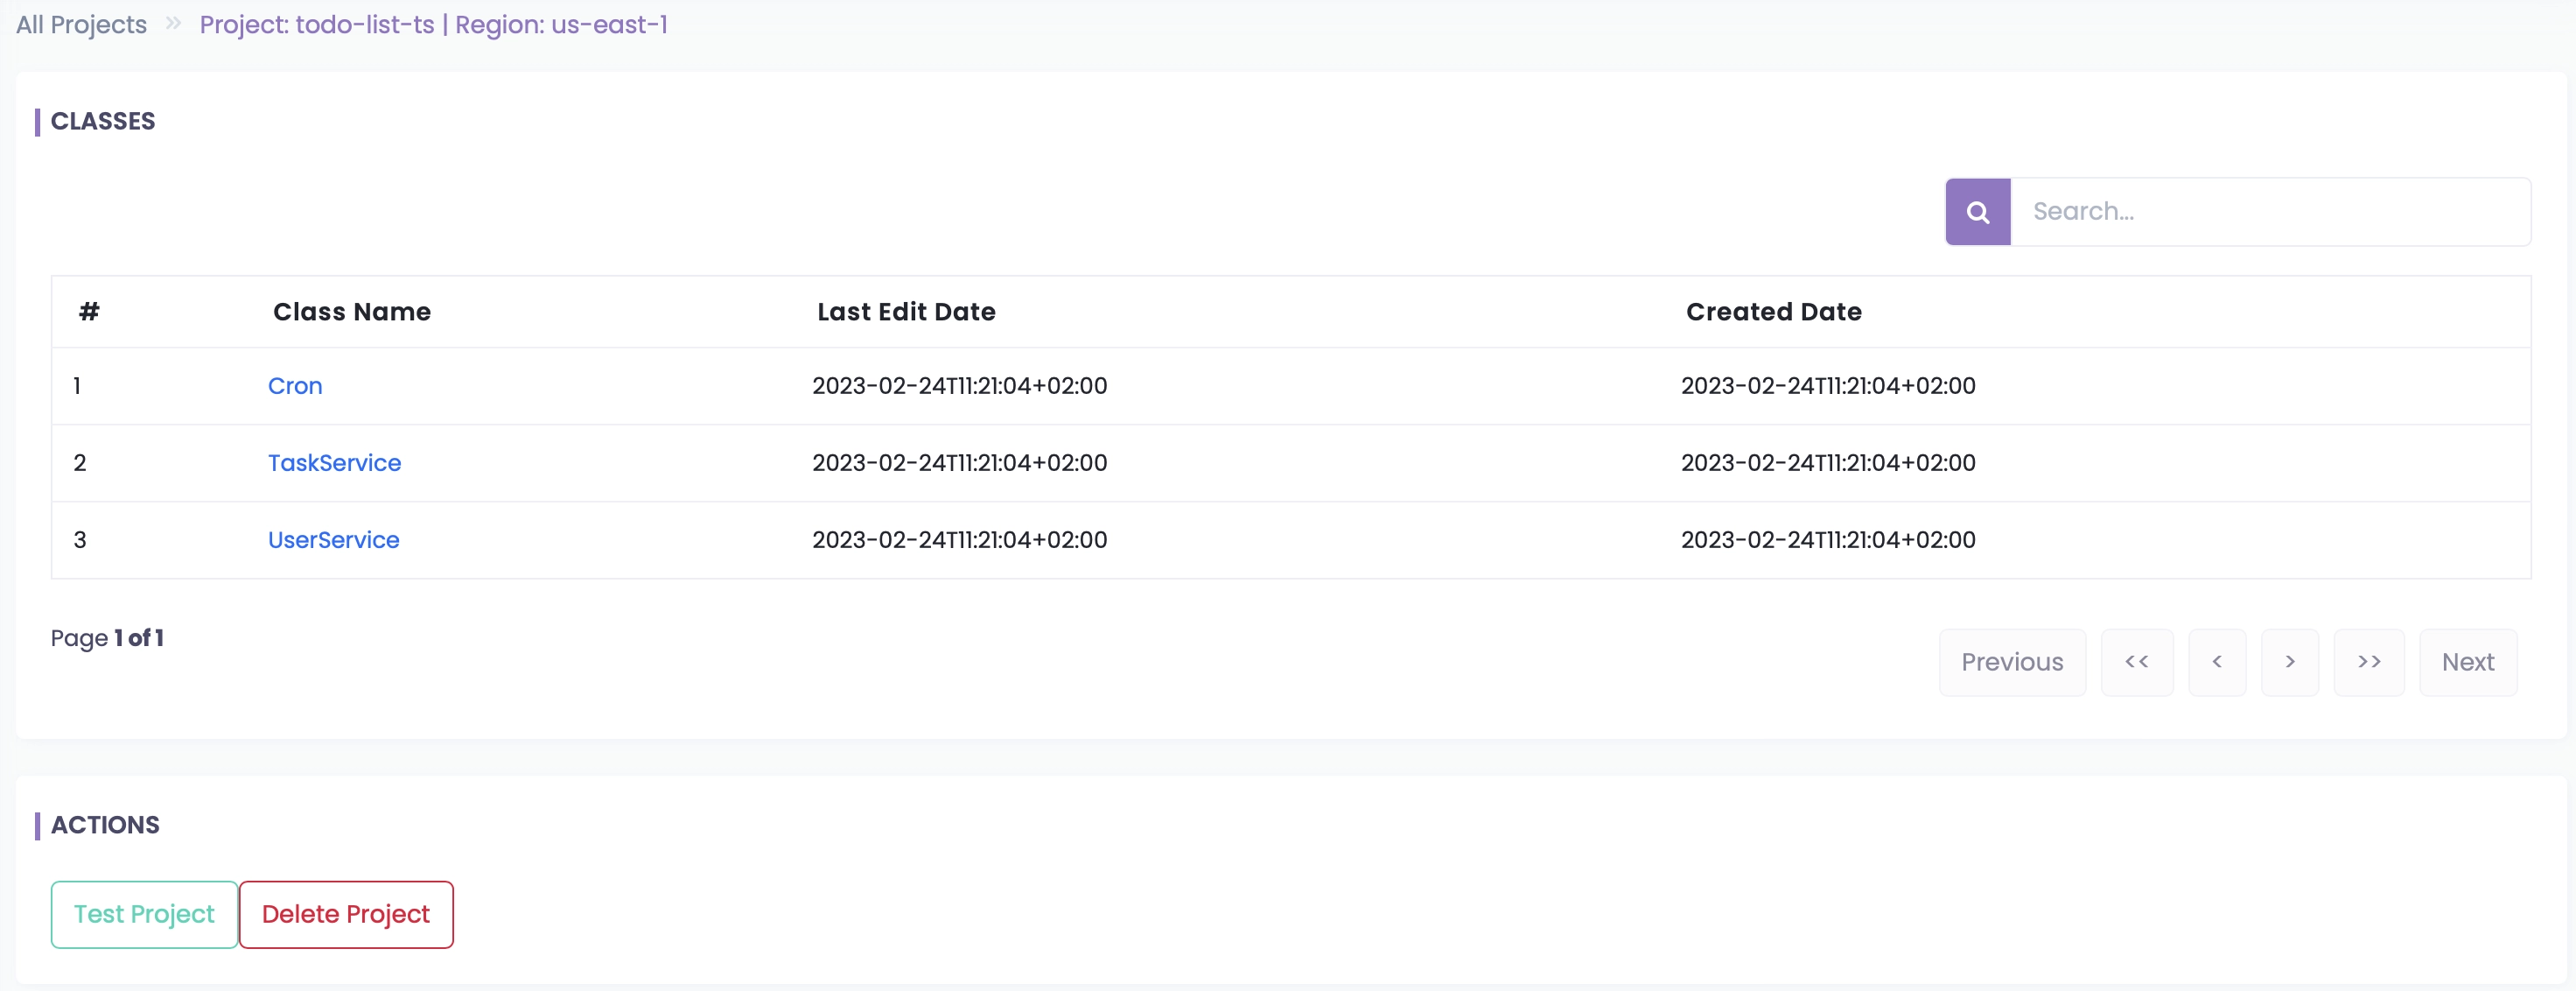 All Projects » Project: todo-list-ts | Region: us-east-1
CLASSES
Search...
# Class Name Last Edit Date Created Date
1 Cron 2023-02-24T11:21:04+02:00 2023-02-24T11:21:04+02:00
2 TaskService 2023-02-24T11:21:04+02:00 2023-02-24T11:21:04+02:00
3 UserService 2023-02-24T11:21:04+02:00 2023-02-24T11:21:04+02:00
Page 1 of 1
Previous << < > >> Next
ACTIONS
Test Project Delete Project